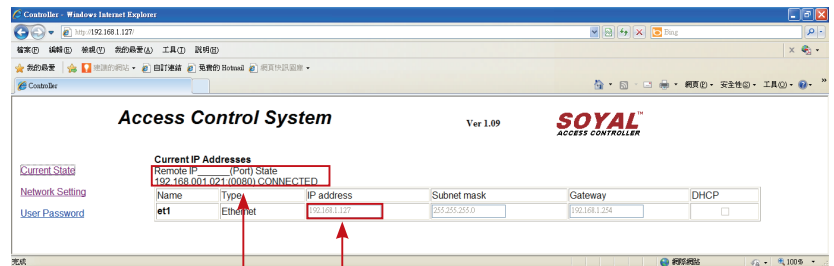 Controller - Windows Internet Explorer
http://192.168.1.127/
Bing
檔案(F) 編輯(E) 檢視(V) 我的最愛(A) 工具(T) 說明(H)
我的最愛 建議的網站 自訂連結 免費的 Hotmail 網頁快訊圖庫
Controller 網頁(P) 安全性(S) 工具(O)
Access Control System Ver 1.09 SOYAL™
ACCESS CONTROLLER
Current IP Addresses
Current State Remote IP______(Port) State
192.168.001.021:(0080) CONNECTED
Network Setting Name Type IP address Subnet mask Gateway DHCP
User Password et1 Ethernet 192.168.1.127 255.255.255.0 192.168.1.254
完成 網際網路 100%